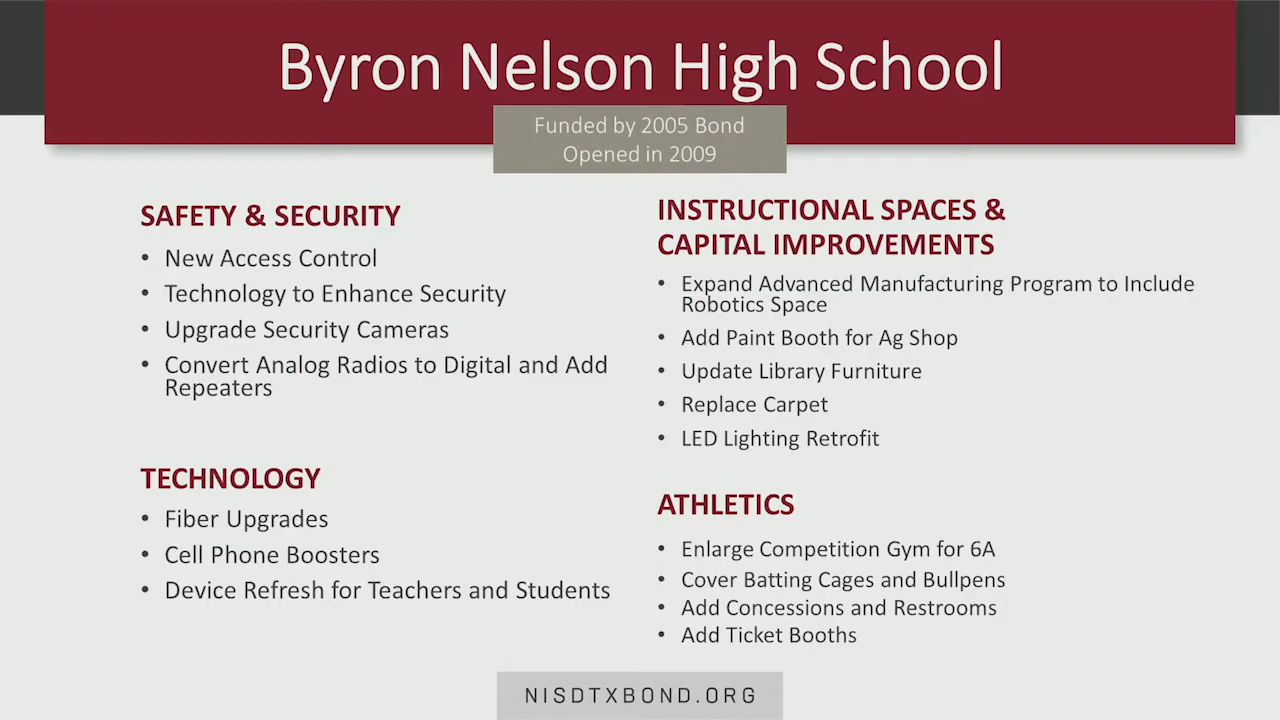 Byron Nelson High School
Funded by 2005 Bond
Opened in 2009
SAFETY & SECURITY
• New Access Control
• Technology to Enhance Security
• Upgrade Security Cameras
• Convert Analog Radios to Digital and Add
Repeaters
TECHNOLOGY
• Fiber Upgrades
• Cell Phone Boosters
• Device Refresh for Teachers and Students
INSTRUCTIONAL SPACES &
CAPITAL IMPROVEMENTS
• Expand Advanced Manufacturing Program to Include
Robotics Space
• Add Paint Booth for Ag Shop
• Update Library Furniture
• Replace Carpet
• LED Lighting Retrofit
ATHLETICS
• Enlarge Competition Gym for 6A
• Cover Batting Cages and Bullpens
• Add Concessions and Restrooms
• Add Ticket Booths
NISDTXBOND.ORG